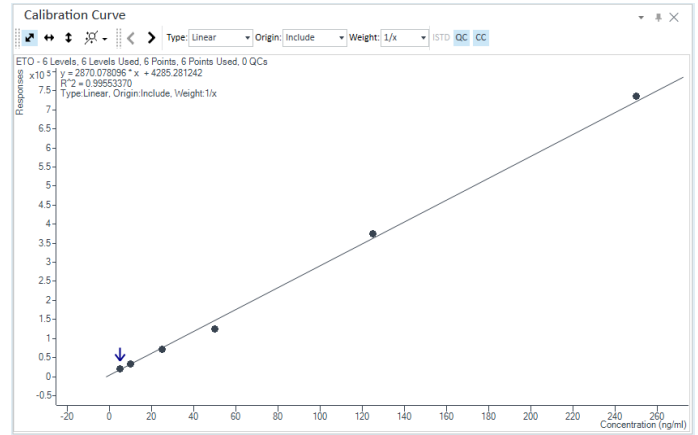 Calibration Curve
Type: Linear Origin: Include Weight: 1/x ISTD QC CC
ETO - 6 Levels, 6 Levels Used, 6 Points, 6 Points Used, 0 QCs
Responses
x10 5
y = 2870.078096 * x + 4285.281242
R^2 = 0.99553370
Type:Linear, Origin:Include, Weight:1/x
7.5
7
6.5
6
5.5
5
4.5
4
3.5
3
2.5
2
1.5
1
0.5
0
-0.5
-20 0 20 40 60 80 100 120 140 160 180 200 220 240 260
Concentration (ng/ml)